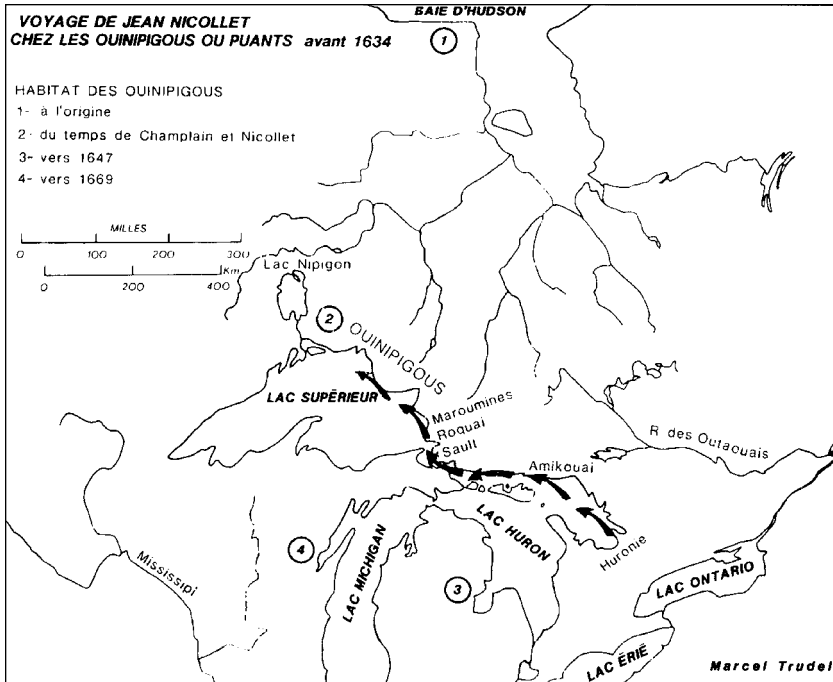 VOYAGE DE JEAN NICOLLET
CHEZ LES OUINIPIGOUS OU PUANTS avant 1634
BAIE D'HUDSON
1
HABITAT DES OUINIPIGOUS
1- à l'origine
2- du temps de Champlain et Nicollet
3- vers 1647
4- vers 1669
MILLES
0 100 200 300
Km
0 200 400
Lac Nipigon
2
OUINIPIGOUS
LAC SUPÉRIEUR
Maroumines
Roquai
Sault
Amikouai
R des Outaouais
LAC HURON
Huronie
4
LAC MICHIGAN
3
Mississipi
LAC ONTARIO
LAC ÉRIÉ
Marcel Trudel